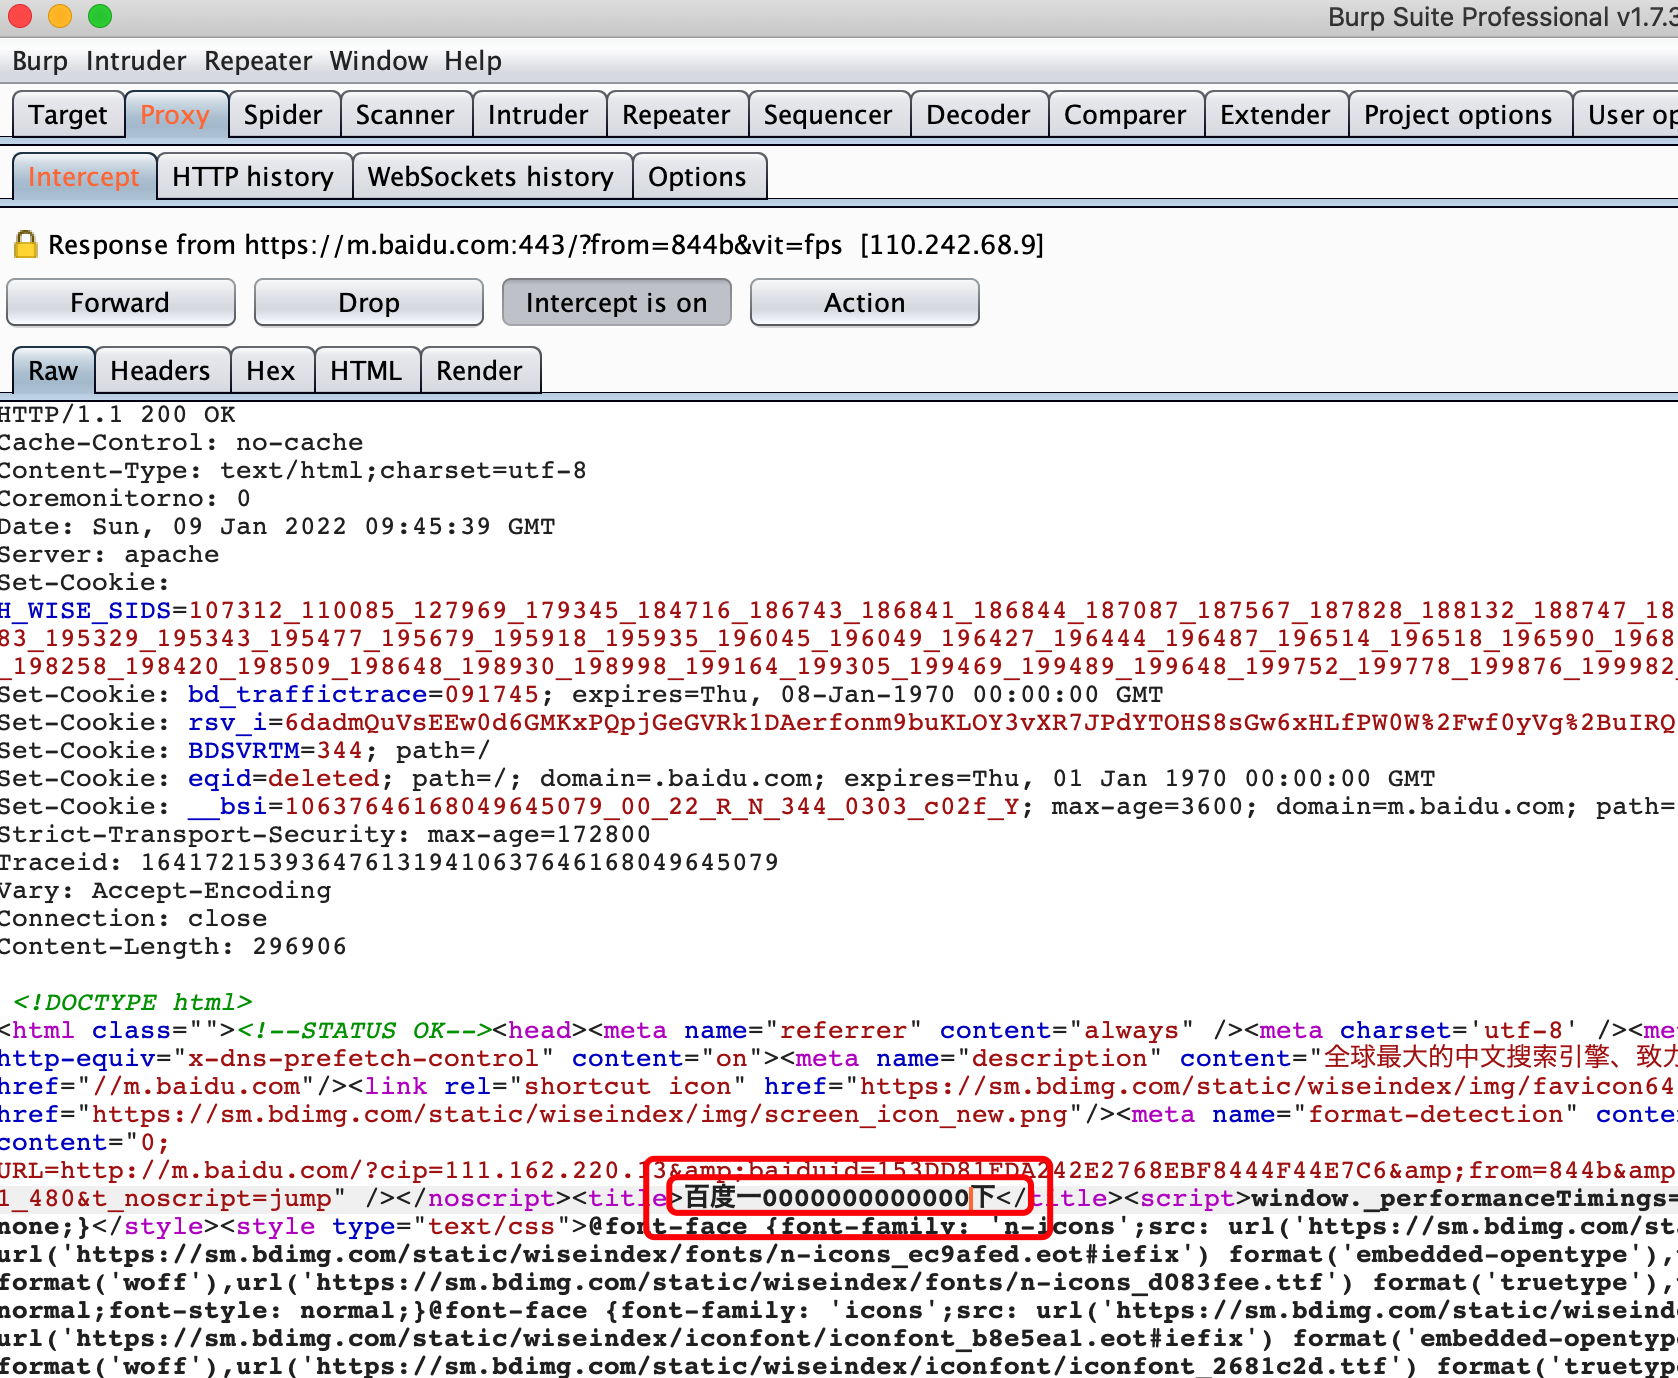 Burp Suite Professional v1.7.3
Burp Intruder Repeater Window Help
Target Proxy Spider Scanner Intruder Repeater Sequencer Decoder Comparer Extender Project options User op
Intercept HTTP history WebSockets history Options
Response from https://m.baidu.com:443/?from=844b&vit=fps [110.242.68.9]
Forward Drop Intercept is on Action
Raw Headers Hex HTML Render
HTTP/1.1 200 OK
Cache-Control: no-cache
Content-Type: text/html;charset=utf-8
Coremonitorno: 0
Date: Sun, 09 Jan 2022 09:45:39 GMT
Server: apache
Set-Cookie:
H_WISE_SIDS=107312_110085_127969_179345_184716_186743_186841_186844_187087_187567_187828_188132_188747_18
83_195329_195343_195477_195679_195918_195935_196045_196049_196427_196444_196487_196514_196518_196590_1968
_198258_198420_198509_198648_198930_198998_199164_199305_199469_199489_199648_199752_199778_199876_199982_
Set-Cookie: bd_traffictrace=091745; expires=Thu, 08-Jan-1970 00:00:00 GMT
Set-Cookie: rsv_i=6dadmQuVsEEw0d6GMKxPQpjGeGVRk1DAerfonm9buKLOY3vXR7JPdYTOHS8sGw6xHLfPW0W%2Fwf0yVg%2BuIRQ
Set-Cookie: BDSVRTM=344; path=/
Set-Cookie: eqid=deleted; path=/; domain=.baidu.com; expires=Thu, 01 Jan 1970 00:00:00 GMT
Set-Cookie: __bsi=10637646168049645079_00_22_R_N_344_0303_c02f_Y; max-age=3600; domain=m.baidu.com; path=
Strict-Transport-Security: max-age=172800
Traceid: 1641721539364761319410637646168049645079
Vary: Accept-Encoding
Connection: close
Content-Length: 296906
<!DOCTYPE html>
<html class=""><!--STATUS OK--><head><meta name="referrer" content="always" /><meta charset='utf-8' /><me
http-equiv="x-dns-prefetch-control" content="on"><meta name="description" content="全球最大的中文搜索引擎、致力
href="//m.baidu.com"/><link rel="shortcut icon" href="https://sm.bdimg.com/static/wiseindex/img/favicon64
href="https://sm.bdimg.com/static/wiseindex/img/screen_icon_new.png"/><meta name="format-detection" conte
content="0;
URL=http://m.baidu.com/?cip=111.162.220.13&amp;baiduid=153DD81FDA242E2768EBF8444F44E7C6&amp;from=844b&amp
1_480&t_noscript=jump" /></noscript><title>百度一0000000000000下</title><script>window._performanceTimings=
none;}</style><style type="text/css">@font-face {font-family: 'n-icons';src: url('https://sm.bdimg.com/sta
url('https://sm.bdimg.com/static/wiseindex/fonts/n-icons_ec9afed.eot#iefix') format('embedded-opentype'),
format('woff'),url('https://sm.bdimg.com/static/wiseindex/fonts/n-icons_d083fee.ttf') format('truetype'),
normal;font-style: normal;}@font-face {font-family: 'icons';src: url('https://sm.bdimg.com/static/wiseind
url('https://sm.bdimg.com/static/wiseindex/iconfont/iconfont_b8e5ea1.eot#iefix') format('embedded-opentype
format('woff'),url('https://sm.bdimg.com/static/wiseindex/iconfont/iconfont_2681c2d.ttf') format('truetype